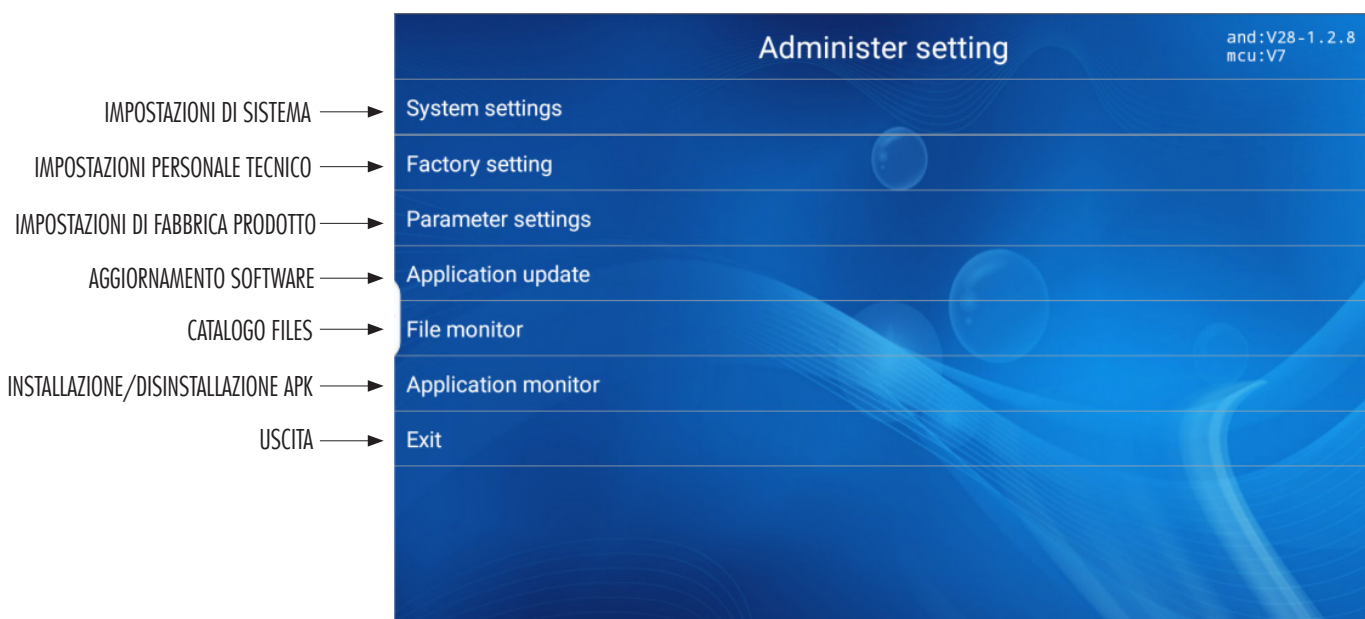 Administer setting
and:V28-1.2.8
mcu:V7
IMPOSTAZIONI DI SISTEMA
System settings
IMPOSTAZIONI PERSONALE TECNICO
Factory setting
IMPOSTAZIONI DI FABBRICA PRODOTTO
Parameter settings
AGGIORNAMENTO SOFTWARE
Application update
CATALOGO FILES
File monitor
INSTALLAZIONE/DISINSTALLAZIONE APK
Application monitor
USCITA
Exit